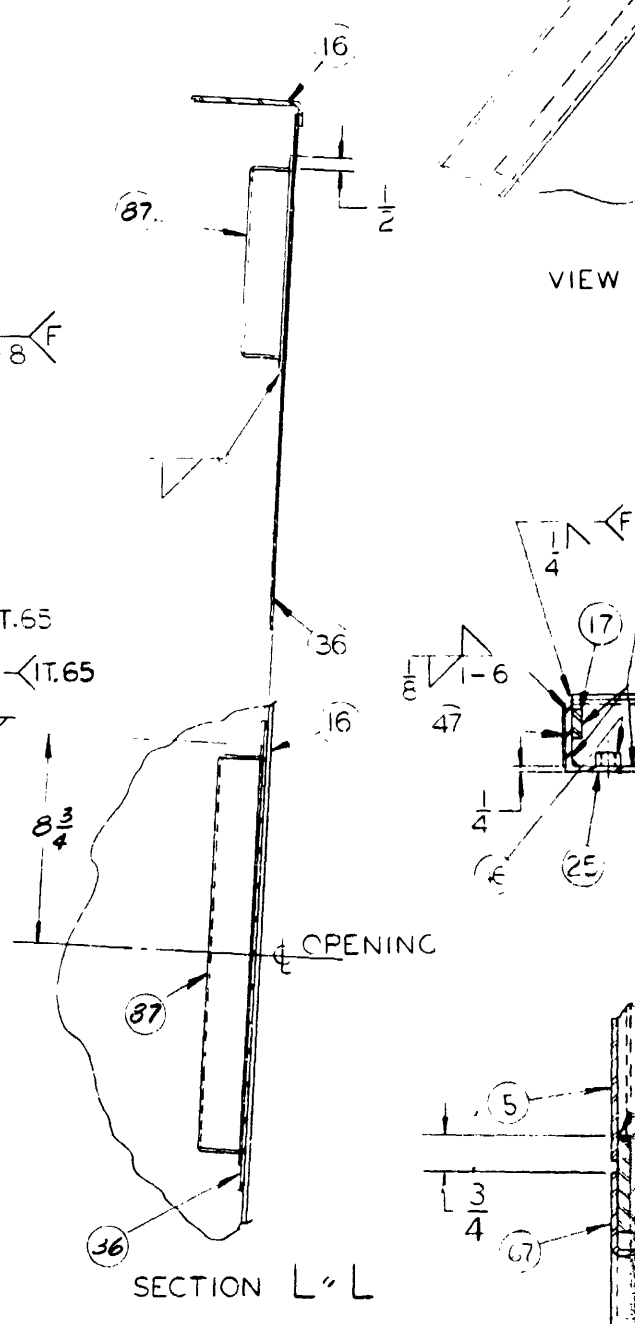 16
87
1/2
VIEW
8 F
1/4 F
T.65
IT.65
17
36
1/8 1-6
16
47
8 3/4
1/4
25
℄ OPENING
87
5
3/4
36
67
SECTION L-L